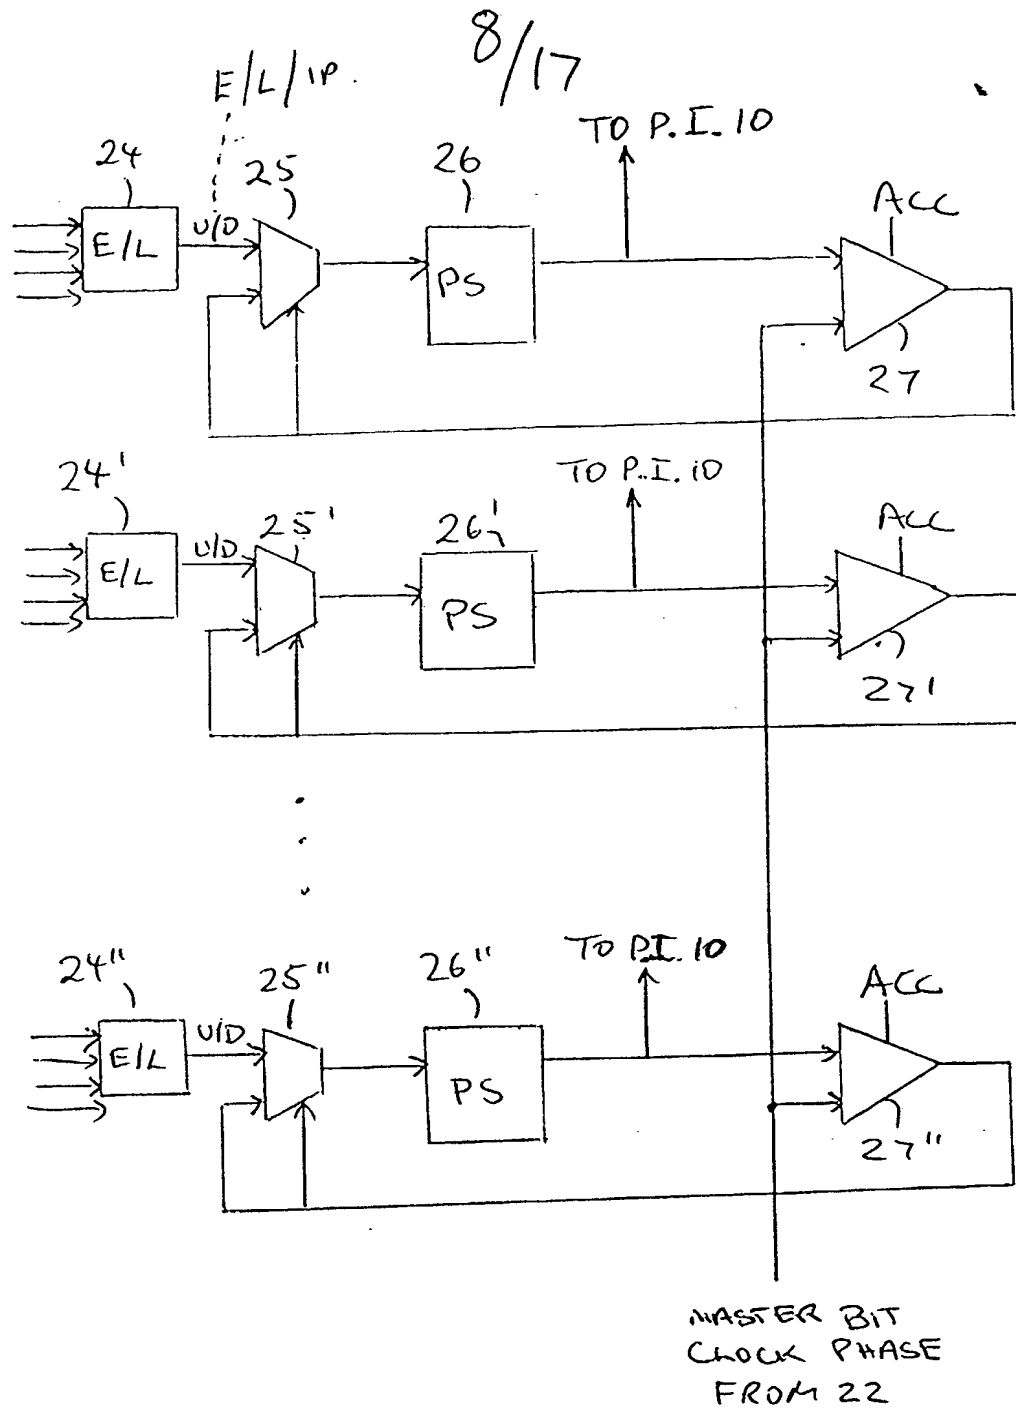 8/17
E/L/IP.
TO P.I. 10
24
25
26
ACC
E/L
U/D
PS
27
24'
TO P.I. 10
25'
26'
ACC
U/D
E/L
PS
27'
24"
25"
26"
TO P.I. 10
ACC
U/D
E/L
PS
27"
MASTER BIT
CLOCK PHASE
FROM 22